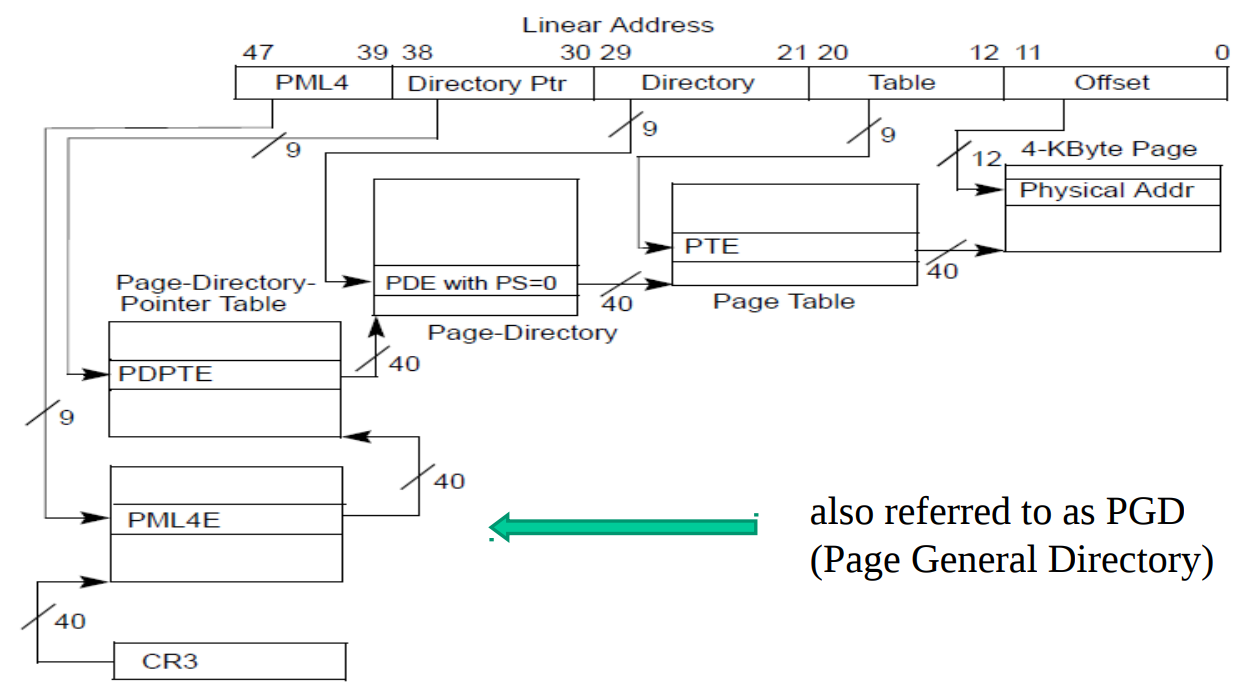 Linear Address
47 39 38 30 29 21 20 12 11 0
PML4 Directory Ptr Directory Table Offset
9 9 9 12
4-KByte Page
Physical Addr
PTE
40
Page Table
PDE with PS=0
40
Page-Directory
Page-Directory-
Pointer Table
40
PDPTE
9
40
PML4E
also referred to as PGD
(Page General Directory)
40
CR3